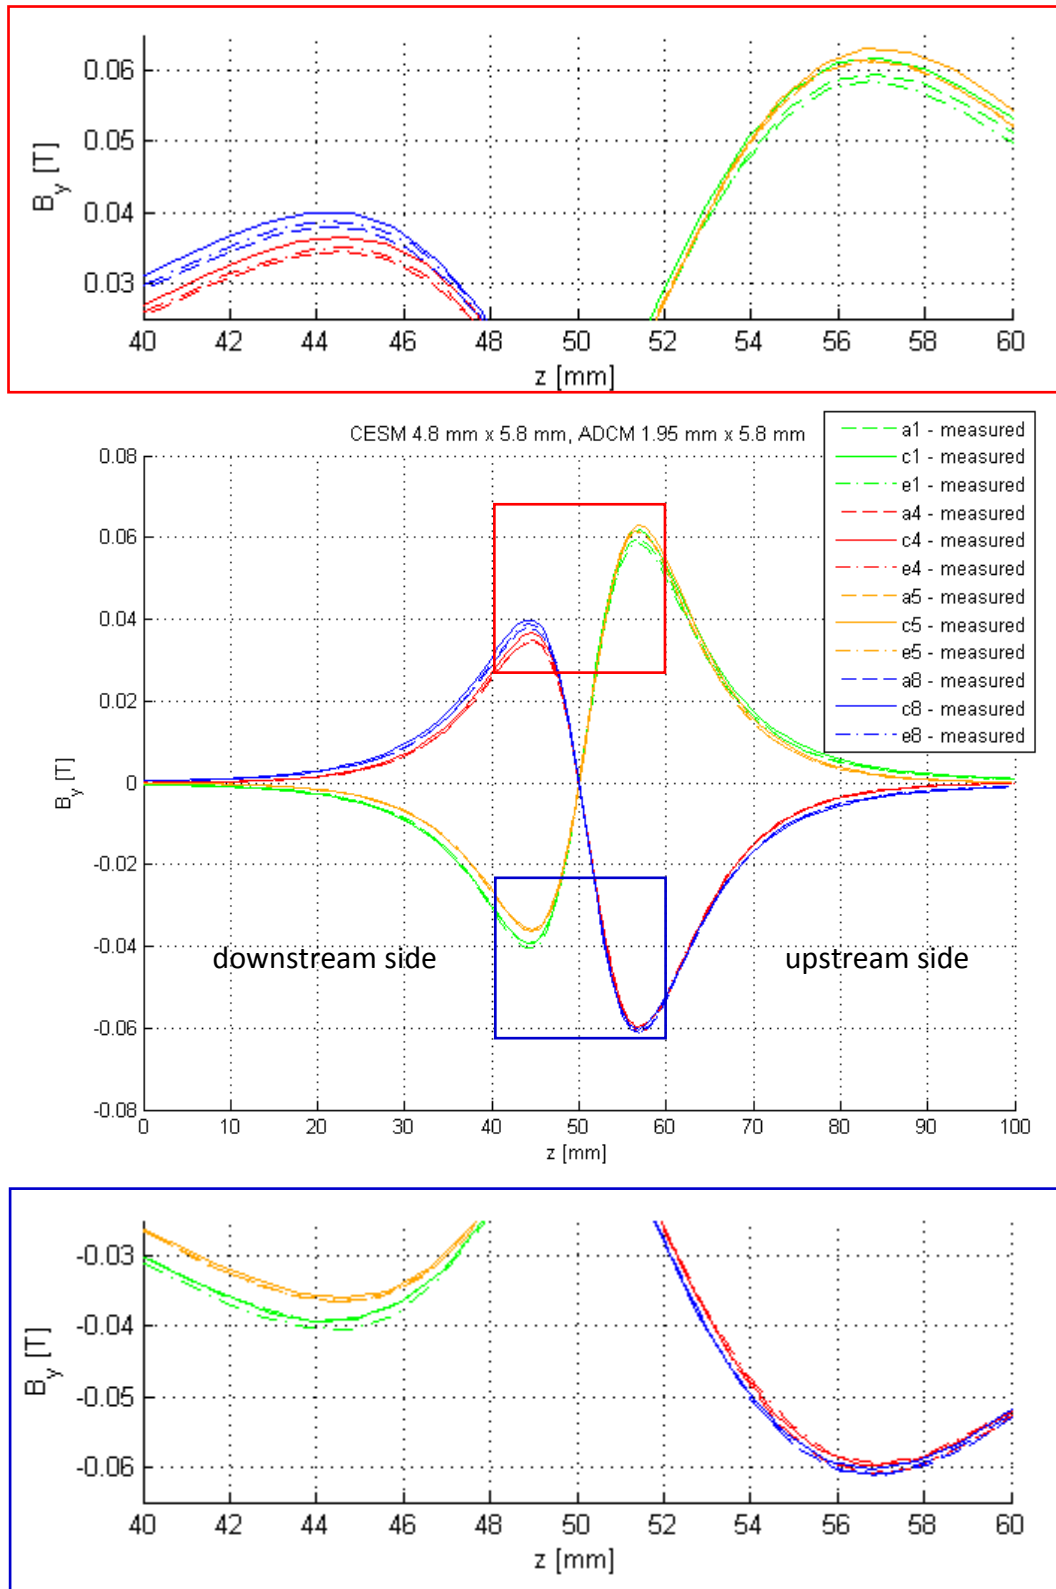 0.06
0.05
0.04
0.03
B_y [T]
40 42 44 46 48 50 52 54 56 58 60
z [mm]
CESM 4.8 mm x 5.8 mm, ADCM 1.95 mm x 5.8 mm
a1 - measured
c1 - measured
e1 - measured
a4 - measured
c4 - measured
e4 - measured
a5 - measured
c5 - measured
e5 - measured
a8 - measured
c8 - measured
e8 - measured
0.08
0.06
0.04
0.02
0
-0.02
-0.04
-0.06
-0.08
B_y [T]
downstream side
upstream side
0 10 20 30 40 50 60 70 80 90 100
z [mm]
-0.03
-0.04
-0.05
-0.06
B_y [T]
40 42 44 46 48 50 52 54 56 58 60
z [mm]